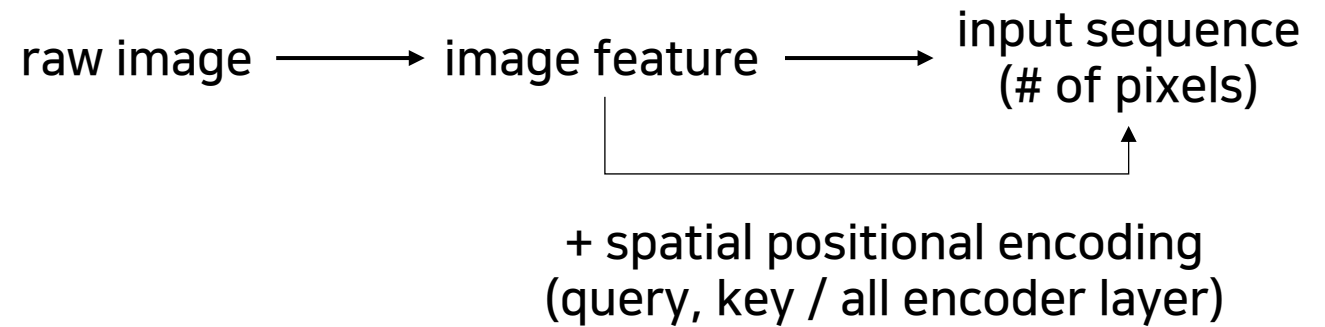 raw image
image feature
input sequence
(# of pixels)
+ spatial positional encoding
(query, key / all encoder layer)